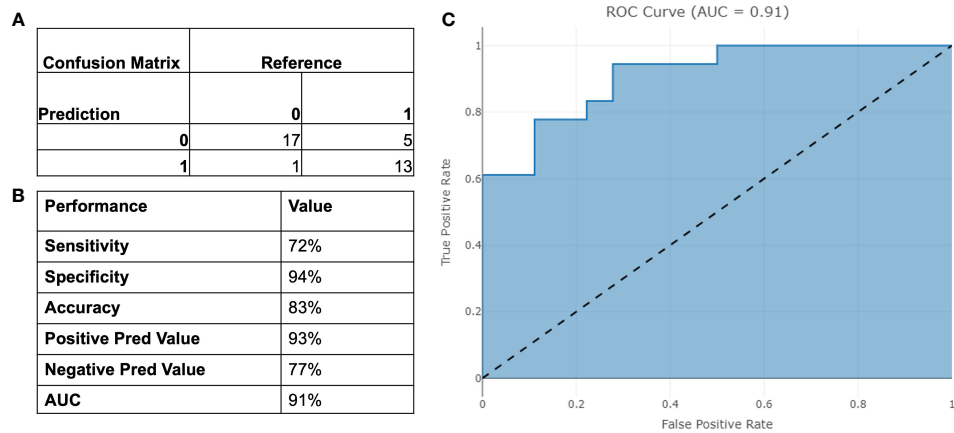 A
Confusion Matrix Reference
Prediction 0 1
0 17 5
1 1 13
B
Performance Value
Sensitivity 72%
Specificity 94%
Accuracy 83%
Positive Pred Value 93%
Negative Pred Value 77%
AUC 91%
C
ROC Curve (AUC = 0.91)
True Positive Rate
1
0.8
0.6
0.4
0.2
0
0 0.2 0.4 0.6 0.8 1
False Positive Rate